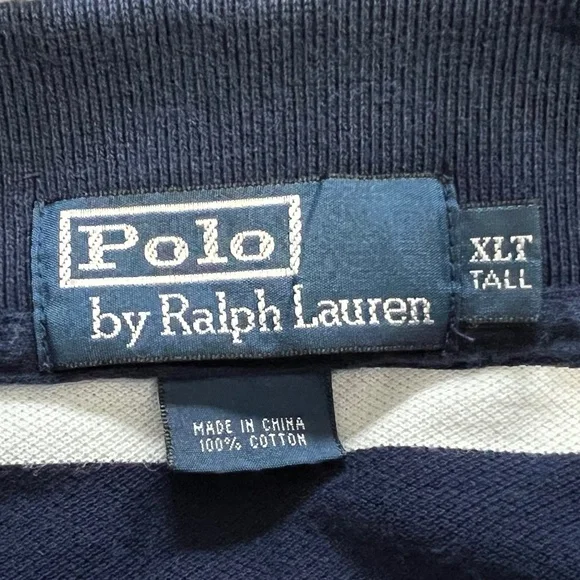 Polo
by Ralph Lauren
XLT
TALL
MADE IN CHINA
100% COTTON